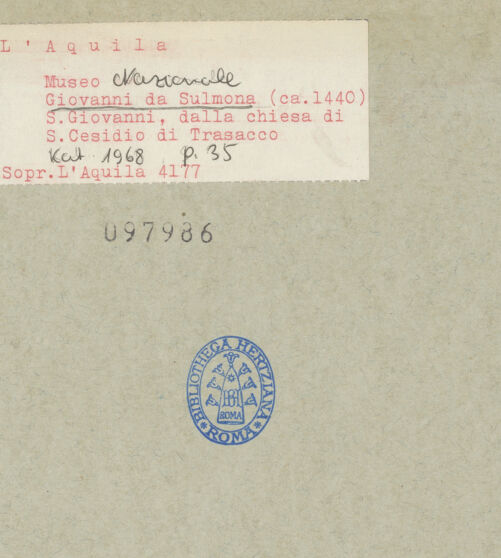 L'Aquila
Museo Nazionale
Giovanni da Sulmona (ca.1440)
S.Giovanni, dalla chiesa di
S.Cesidio di Trasacco
Kat. 1968 p. 35
Sopr.L'Aquila 4177
097986
*BIBLIOTHECA HERTZIANA*
BH
ROMA
ROMA